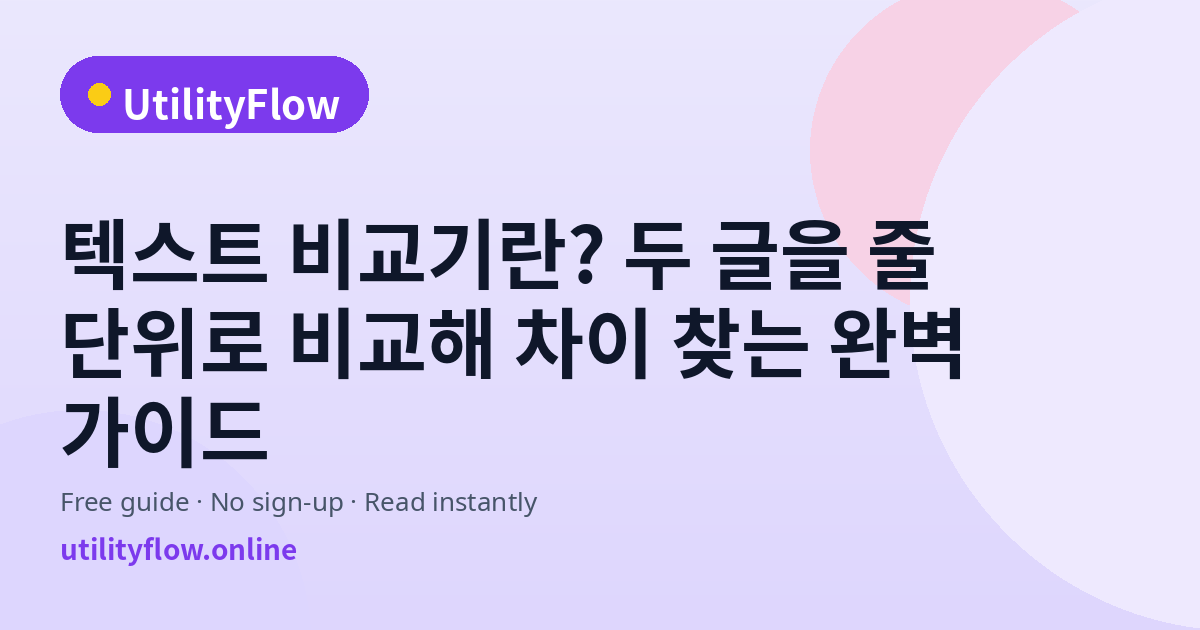 UtilityFlow
텍스트 비교기란? 두 글을 줄
단위로 비교해 차이 찾는 완벽
가이드
Free guide · No sign-up · Read instantly
utilityflow.online